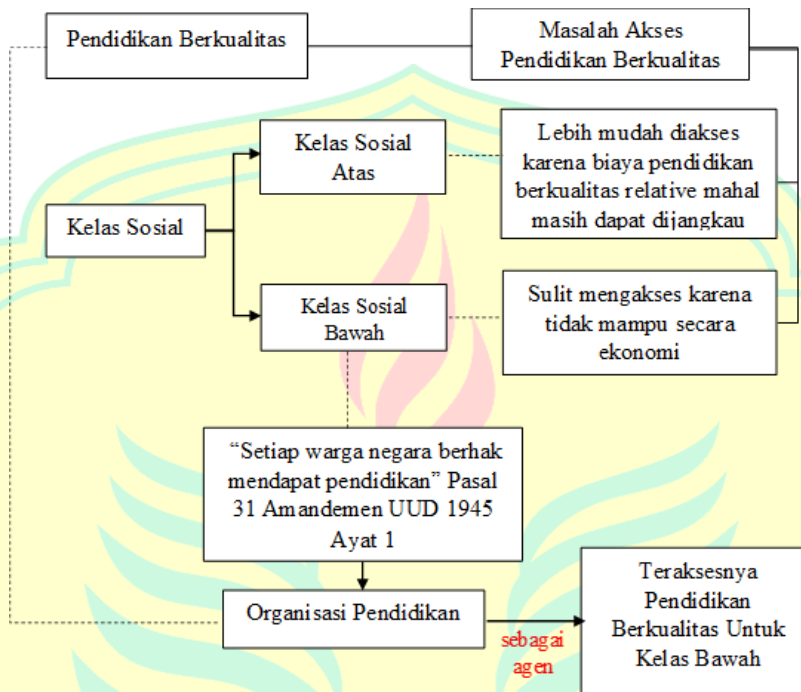 Pendidikan Berkualitas
Masalah Akses
Pendidikan Berkualitas
Kelas Sosial
Atas
Lebih mudah diakses
karena biaya pendidikan
berkualitas relative mahal
masih dapat dijangkau
Kelas Sosial
Kelas Sosial
Bawah
Sulit mengakses karena
tidak mampu secara
ekonomi
“Setiap warga negara berhak
mendapat pendidikan” Pasal
31 Amandemen UUD 1945
Ayat 1
Organisasi Pendidikan
sebagai
agen
Teraksesnya
Pendidikan
Berkualitas Untuk
Kelas Bawah